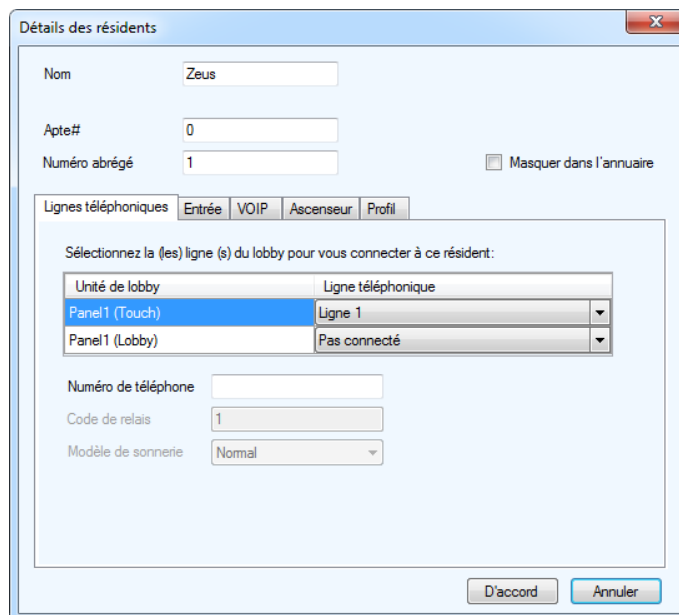 Détails des résidents
Nom Zeus
Apte# 0
Numéro abrégé 1 Masquer dans l'annuaire
Lignes téléphoniques Entrée VOIP Ascenseur Profil
Sélectionnez la (les) ligne (s) du lobby pour vous connecter à ce résident:
Unité de lobby Ligne téléphonique
Panel1 (Touch) Ligne 1
Panel1 (Lobby) Pas connecté
Numéro de téléphone
Code de relais 1
Modèle de sonnerie Normal
D'accord Annuler